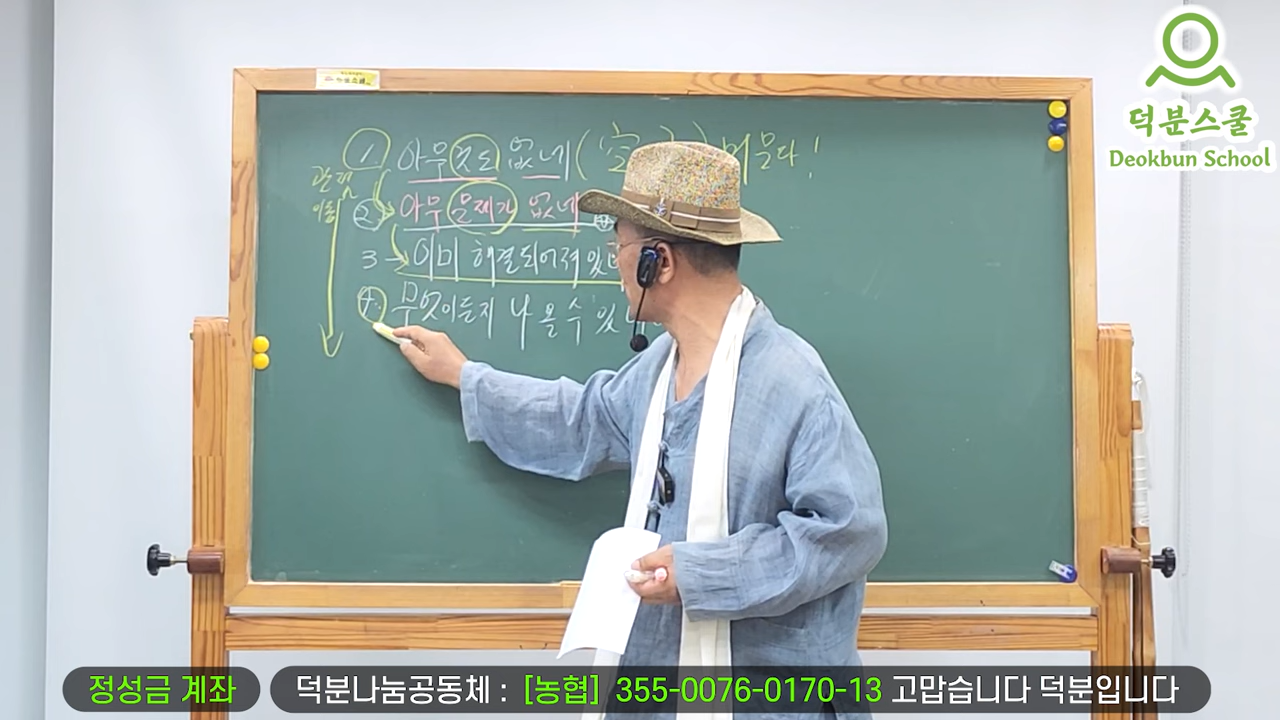 덕분스쿨
Deokbun School
1 아무것도 없네 (
2 아무 문제가 없네
3 → 이미 해결되어져 있
4. 무엇이든지 나올 수 있
정성금 계좌
덕분나눔공동체 : [농협] 355-0076-0170-13 고맙습니다 덕분입니다